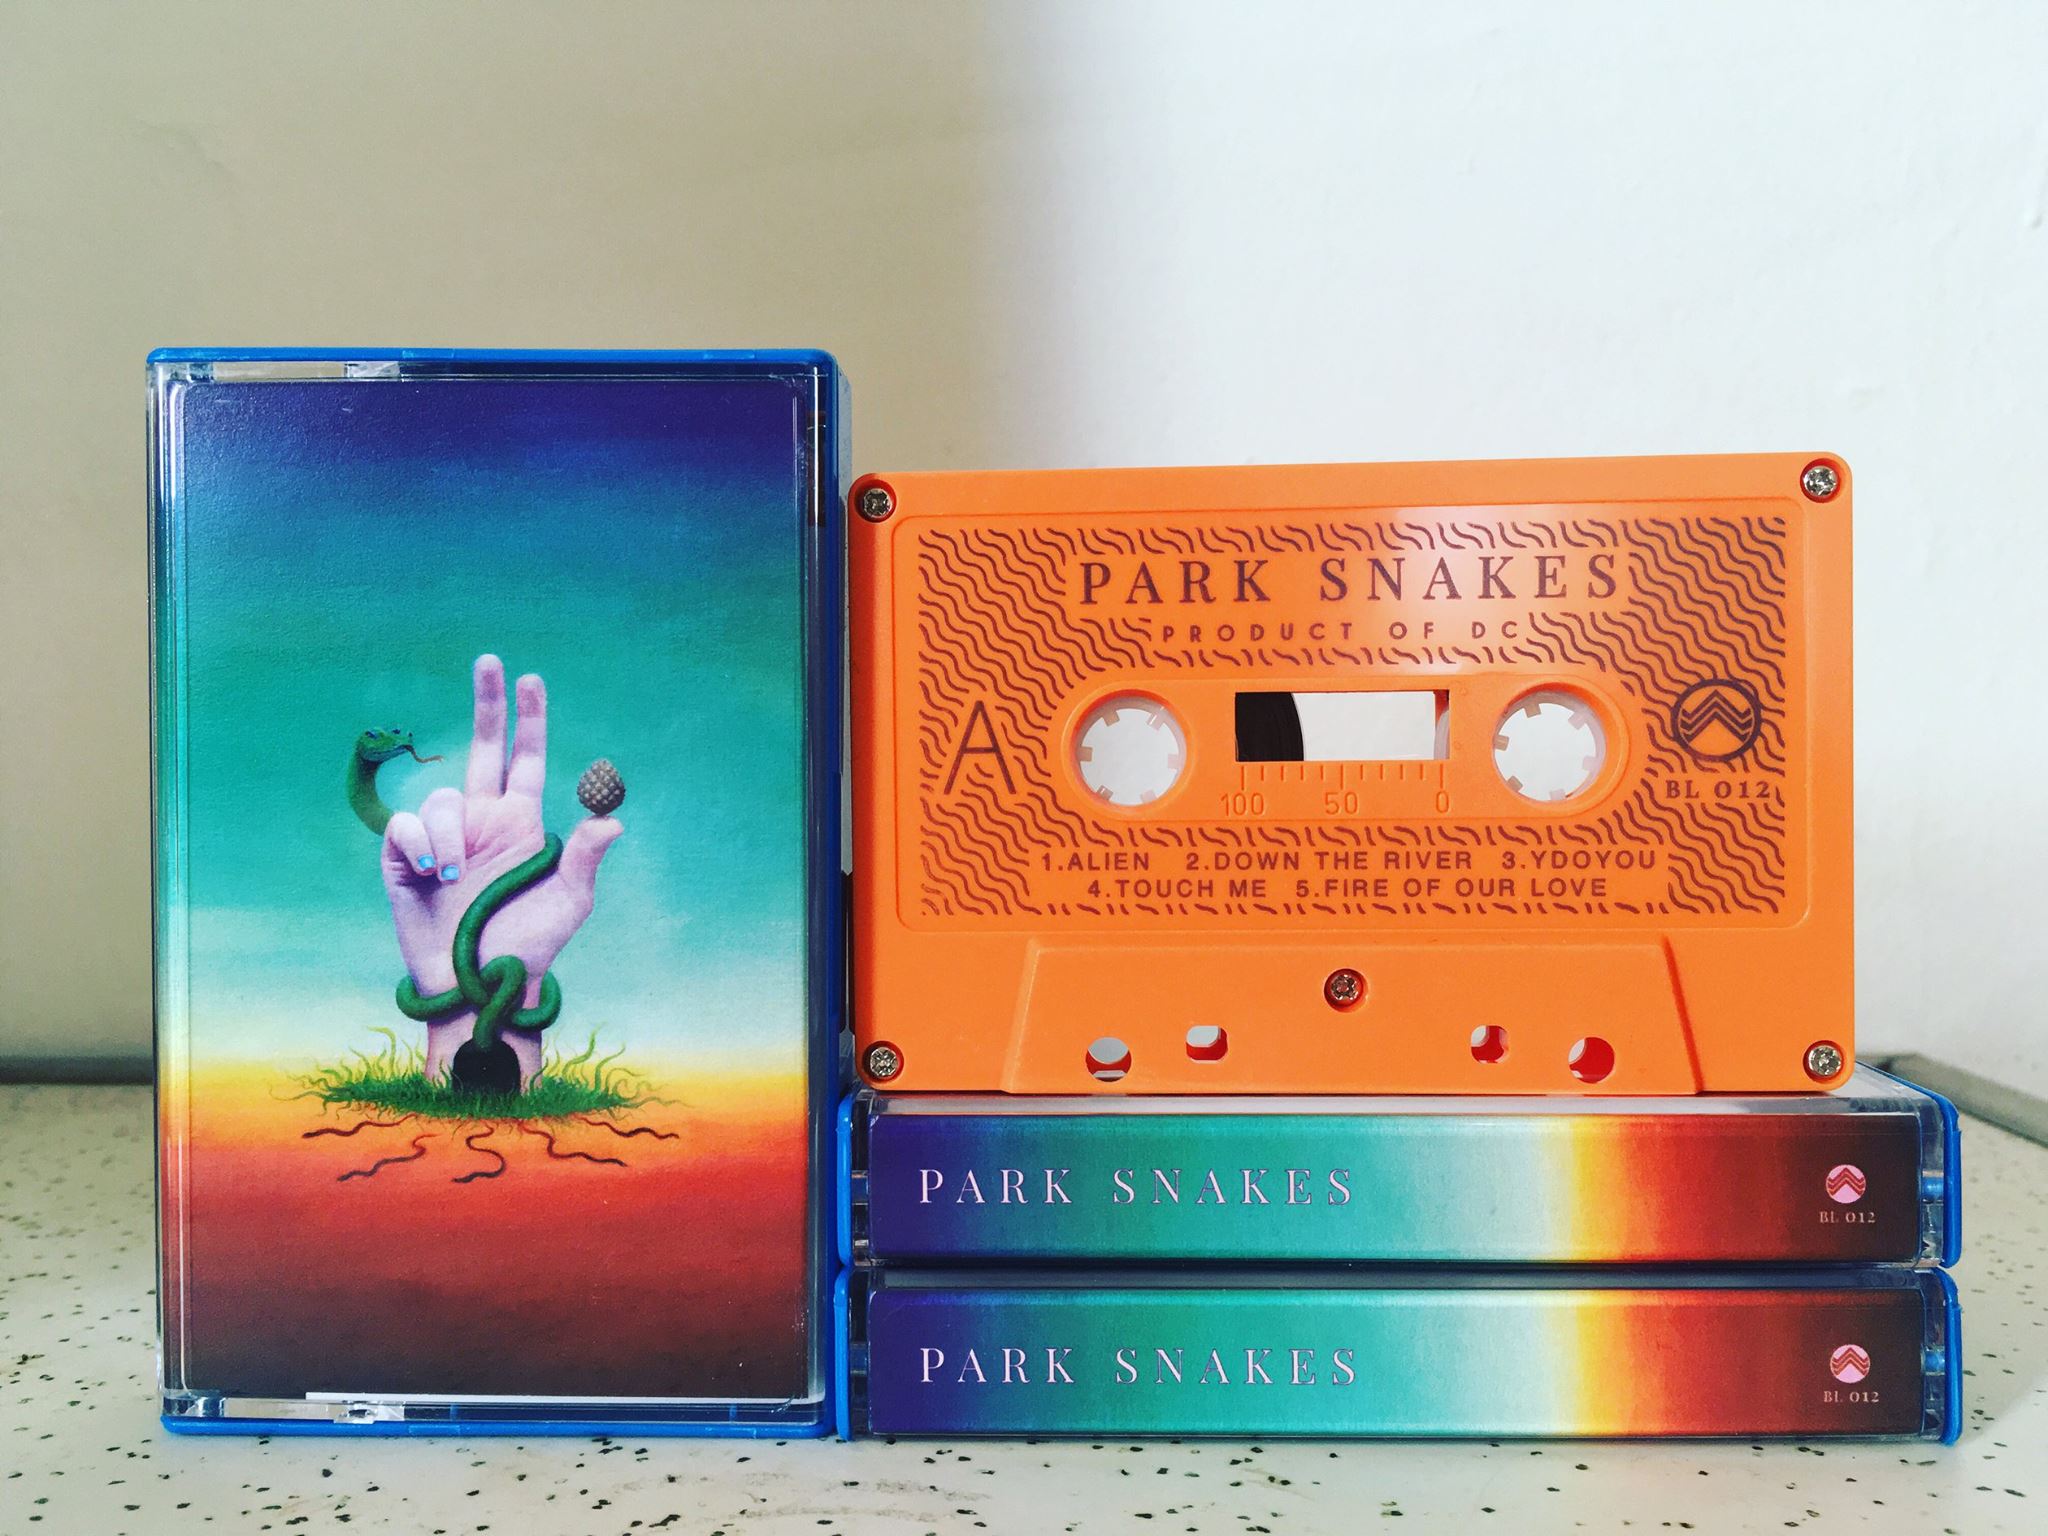 PARK SNAKES
PRODUCT OF DC
A
BL 012
100 50 0
1.ALIEN 2.DOWN THE RIVER 3.YDOYOU
4.TOUCH ME 5.FIRE OF OUR LOVE
PARK SNAKES
BL 012
PARK SNAKES
BL 012